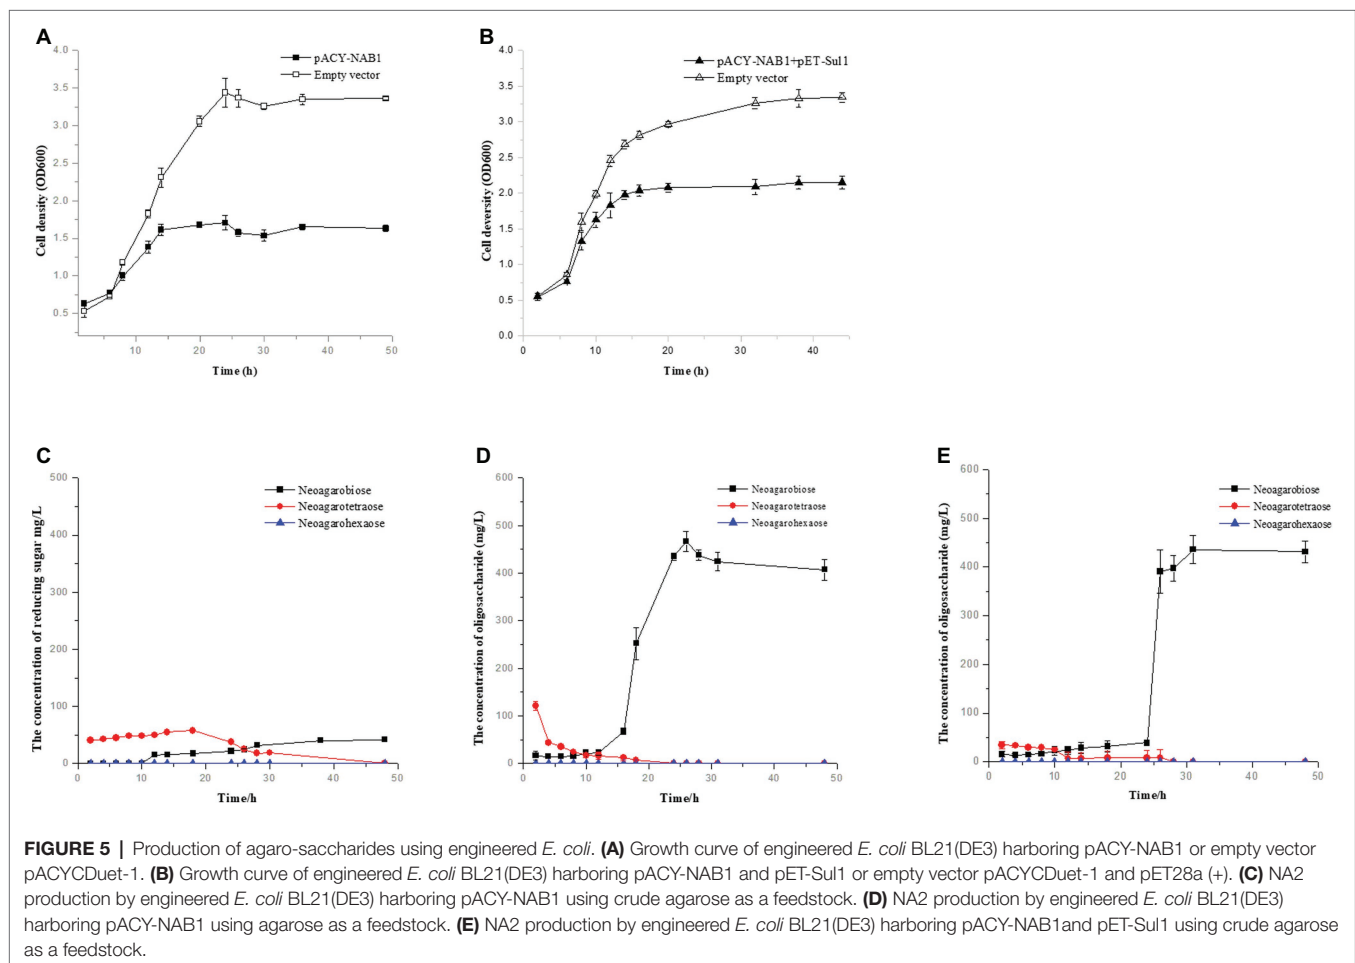 A
pACY-NAB1
Empty vector
4.0
3.5
3.0
2.5
2.0
1.5
1.0
0.5
Cell density (OD600)
10
20
30
40
50
Time (h)
B
pACY-NAB1+pET-Sul1
Empty vector
4.0
3.5
3.0
2.5
2.0
1.5
1.0
0.5
0.0
Cell deversity (OD600)
0
10
20
30
40
Time (h)
C
Neoagarobiose
Neoagarotetraose
Neoagarohexaose
500
400
300
200
100
0
The concentration of reducing sugar mg/L
0
10
20
30
40
50
Time/h
D
Neoagarobiose
Neoagarotetraose
Neoagarohexaose
600
500
400
300
200
100
0
The concentration of oligosaccharide (mg/L)
0
10
20
30
40
50
Time/h
E
Neoagarobiose
Neoagarotetraose
Neoagarohexaose
600
500
400
300
200
100
0
The concentration of oligosaccharide (mg/L)
0
10
20
30
40
50
Time/h
FIGURE 5 | Production of agaro-saccharides using engineered E. coli. (A) Growth curve of engineered E. coli BL21(DE3) harboring pACY-NAB1 or empty vector
pACYCDuet-1. (B) Growth curve of engineered E. coli BL21(DE3) harboring pACY-NAB1 and pET-Sul1 or empty vector pACYCDuet-1 and pET28a (+). (C) NA2
production by engineered E. coli BL21(DE3) harboring pACY-NAB1 using crude agarose as a feedstock. (D) NA2 production by engineered E. coli BL21(DE3)
harboring pACY-NAB1 using agarose as a feedstock. (E) NA2 production by engineered E. coli BL21(DE3) harboring pACY-NAB1and pET-Sul1 using crude agarose
as a feedstock.